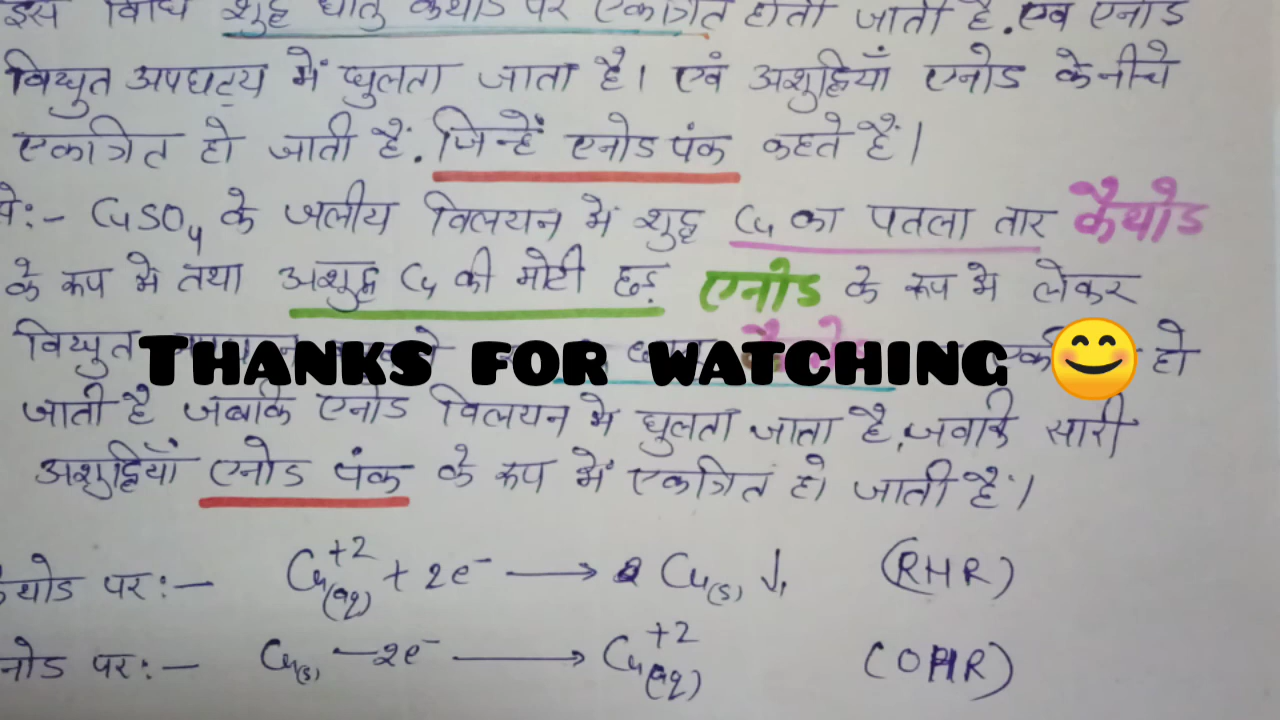 इस विधि शुद्ध धातु कैथोड पर एकत्रित होती जाती है. एवं एनोड
विद्युत अपघट्य में घुलता जाता है। एवं अशुद्धियाँ एनोड के नीचे
एकत्रित हो जाती हैं. जिन्हें एनोड पंक कहते हैं।
CuSO4 के जलीय विलयन में शुद्ध Cu का पतला तार कैथोड
के रूप में तथा अशुद्ध Cu की मोटी छड़ एनोड के रूप में लेकर
विद्युत हो
THANKS FOR WATCHING 😊
जाती है जबकि एनोड विलयन में घुलता जाता है, जबकि सारी
अशुद्धियाँ एनोड पंक के रूप में एकत्रित हो जाती हैं।
कैथोड पर:- Cu+2(aq) + 2e- → Cu(s) ↓, (RHR)
नोड पर:- Cu(s) - 2e- → Cu+2(aq) (OHR)